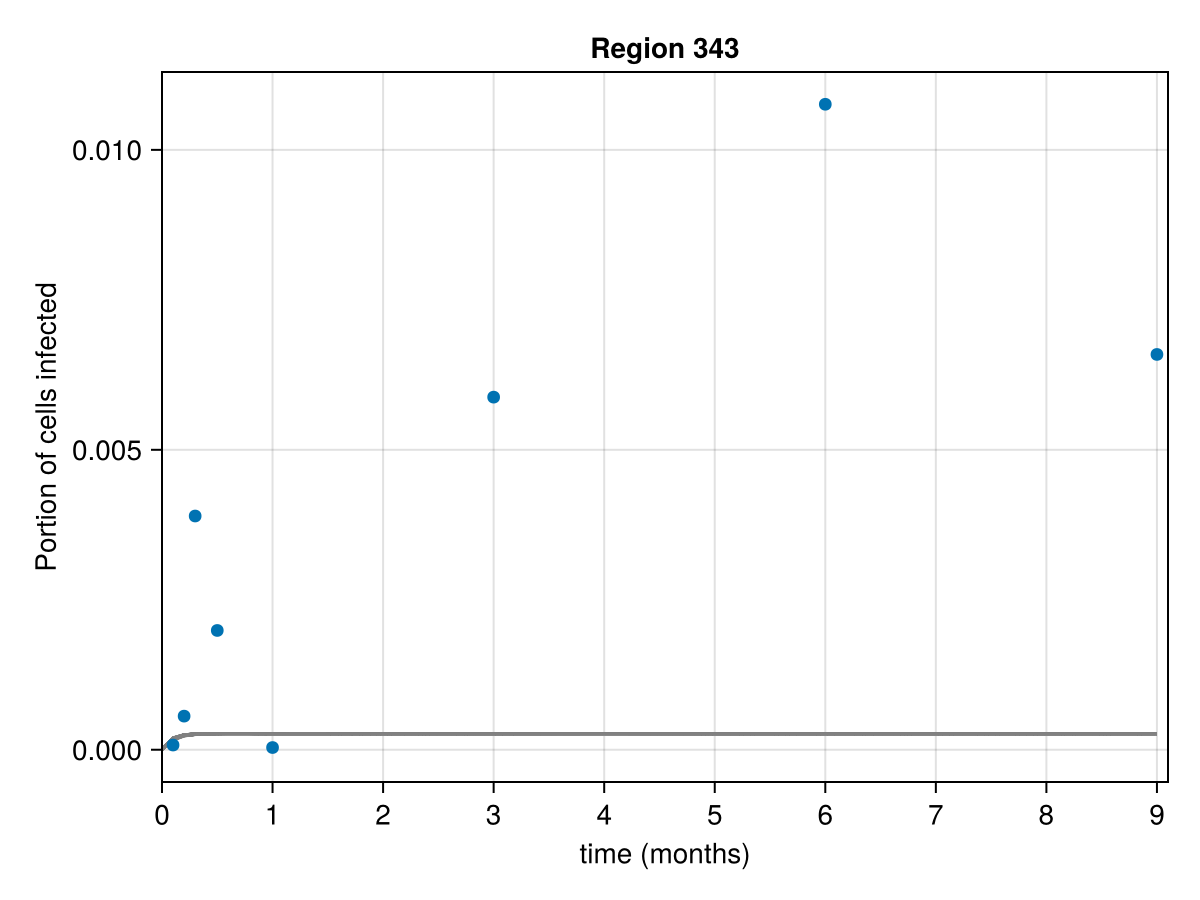 Region 343
0.010
0.005
0.000
Portion of cells infected
0 1 2 3 4 5 6 7 8 9
time (months)